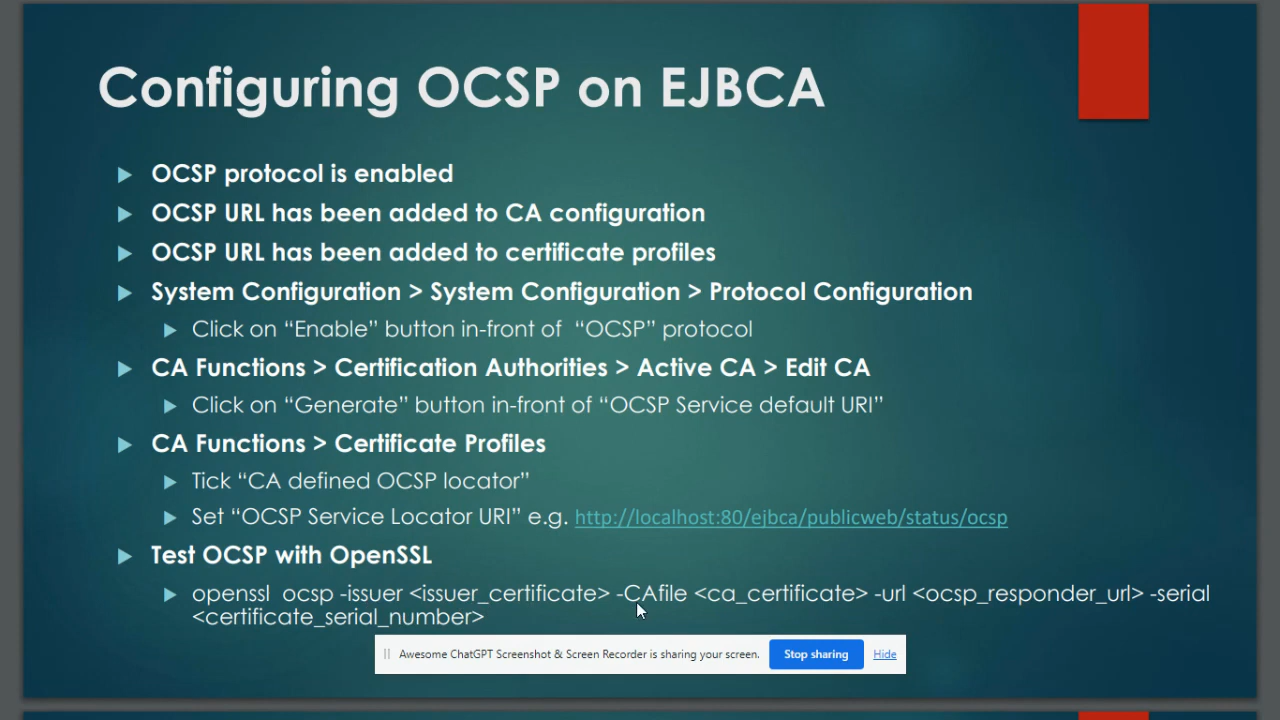 Configuring OCSP on EJBCA
OCSP protocol is enabled
OCSP URL has been added to CA configuration
OCSP URL has been added to certificate profiles
System Configuration > System Configuration > Protocol Configuration
Click on “Enable” button in-front of “OCSP” protocol
CA Functions > Certification Authorities > Active CA > Edit CA
Click on “Generate” button in-front of “OCSP Service default URI”
CA Functions > Certificate Profiles
Tick “CA defined OCSP locator”
Set “OCSP Service Locator URI” e.g. http://localhost:80/ejbca/publicweb/status/ocsp
Test OCSP with OpenSSL
openssl ocsp -issuer <issuer_certificate> -CAfile <ca_certificate> -url <ocsp_responder_url> -serial
<certificate_serial_number>
Awesome ChatGPT Screenshot & Screen Recorder is sharing your screen. Stop sharing Hide